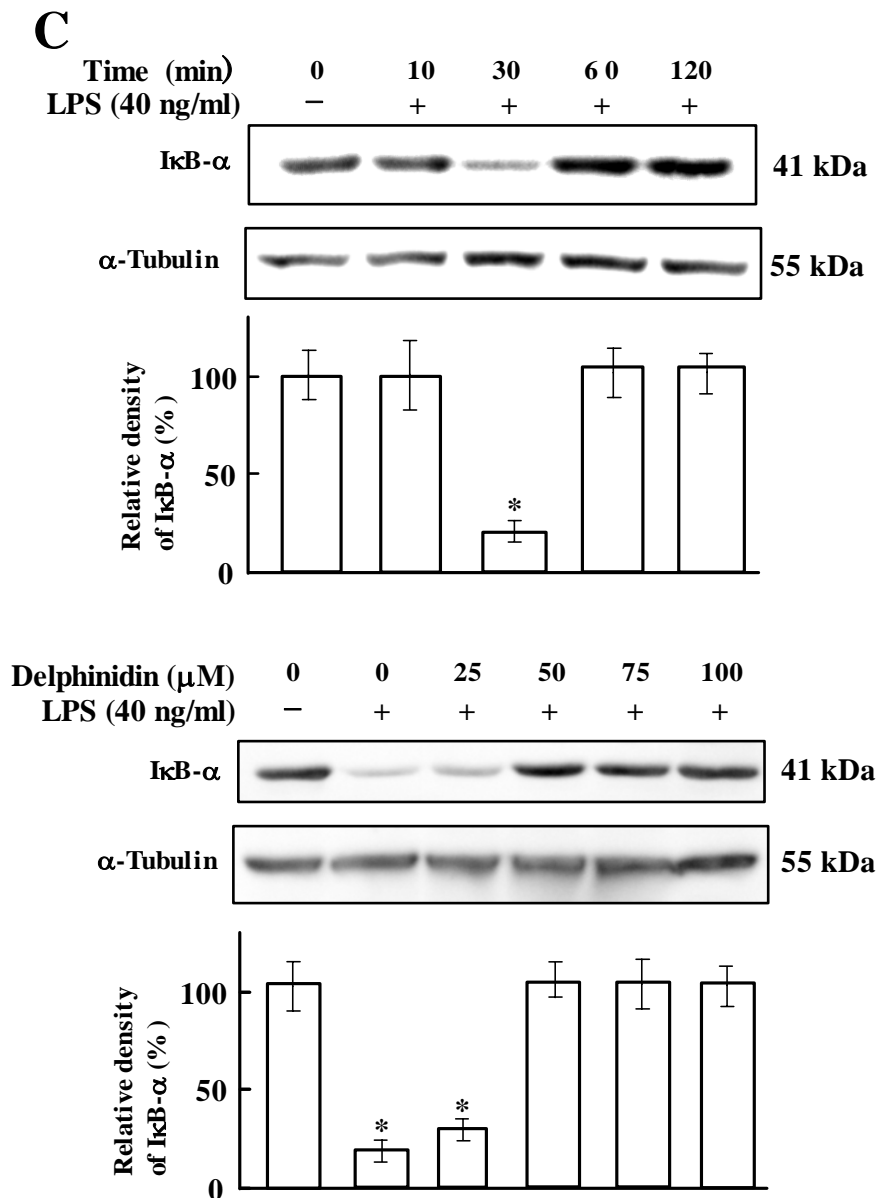 C
Time (min) 0 10 30 6 0 120
LPS (40 ng/ml) − + + + +
IκB-α 41 kDa
α-Tubulin 55 kDa
Relative density
of IκB-α (%)
100
50
*
0
Delphinidin (μM) 0 0 25 50 75 100
LPS (40 ng/ml) − + + + + +
IκB-α 41 kDa
α-Tubulin 55 kDa
Relative density
of IκB-α (%)
100
50
* *
0